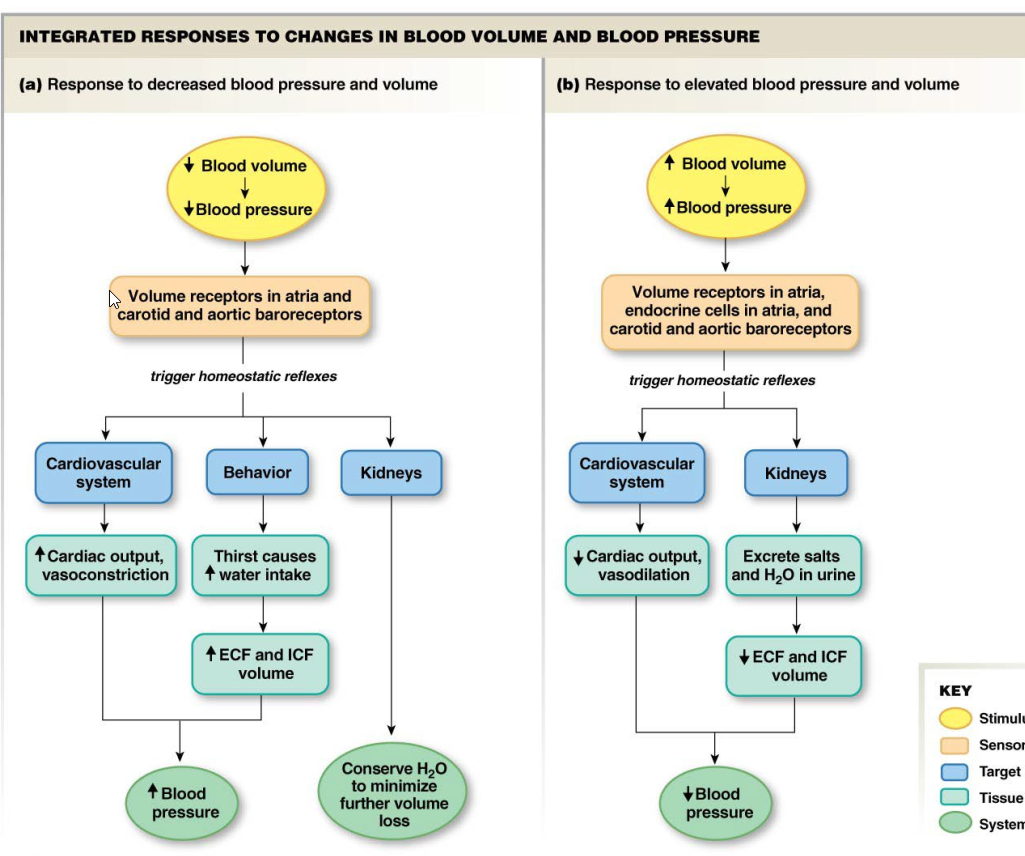 INTEGRATED RESPONSES TO CHANGES IN BLOOD VOLUME AND BLOOD PRESSURE
(a) Response to decreased blood pressure and volume
↓ Blood volume
↓ Blood pressure
Volume receptors in atria and
carotid and aortic baroreceptors
trigger homeostatic reflexes
Cardiovascular
system
Behavior
Kidneys
↑ Cardiac output,
vasoconstriction
Thirst causes
↑ water intake
↑ ECF and ICF
volume
↑ Blood
pressure
Conserve H₂O
to minimize
further volume
loss
(b) Response to elevated blood pressure and volume
↑ Blood volume
↑ Blood pressure
Volume receptors in atria,
endocrine cells in atria, and
carotid and aortic baroreceptors
trigger homeostatic reflexes
Cardiovascular
system
Kidneys
↓ Cardiac output,
vasodilation
Excrete salts
and H₂O in urine
↓ ECF and ICF
volume
↓ Blood
pressure
KEY
Stimulu
Sensor
Target
Tissue
System